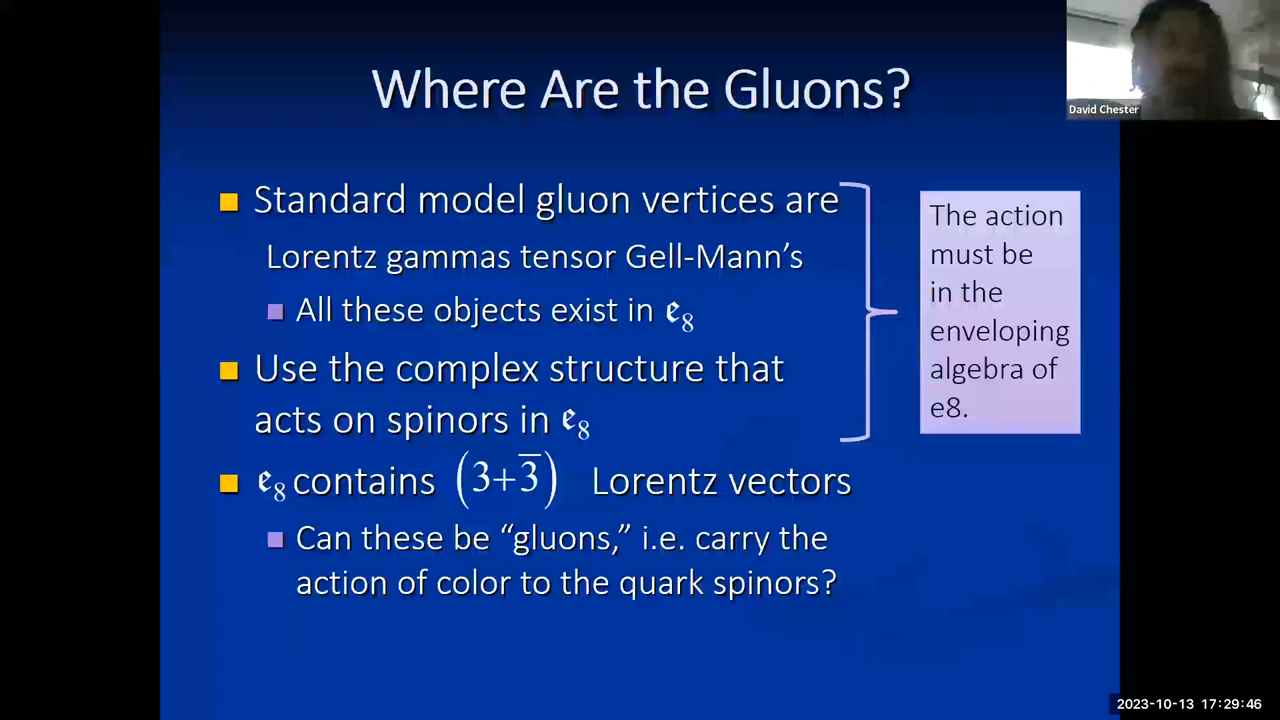 Where Are the Gluons?
David Chester
Standard model gluon vertices are
Lorentz gammas tensor Gell-Mann's
All these objects exist in 𝔢₈
Use the complex structure that
acts on spinors in 𝔢₈
𝔢₈ contains (3+3̅) Lorentz vectors
Can these be “gluons,” i.e. carry the
action of color to the quark spinors?
The action
must be
in the
enveloping
algebra of
e8.
2023-10-13 17:29:46